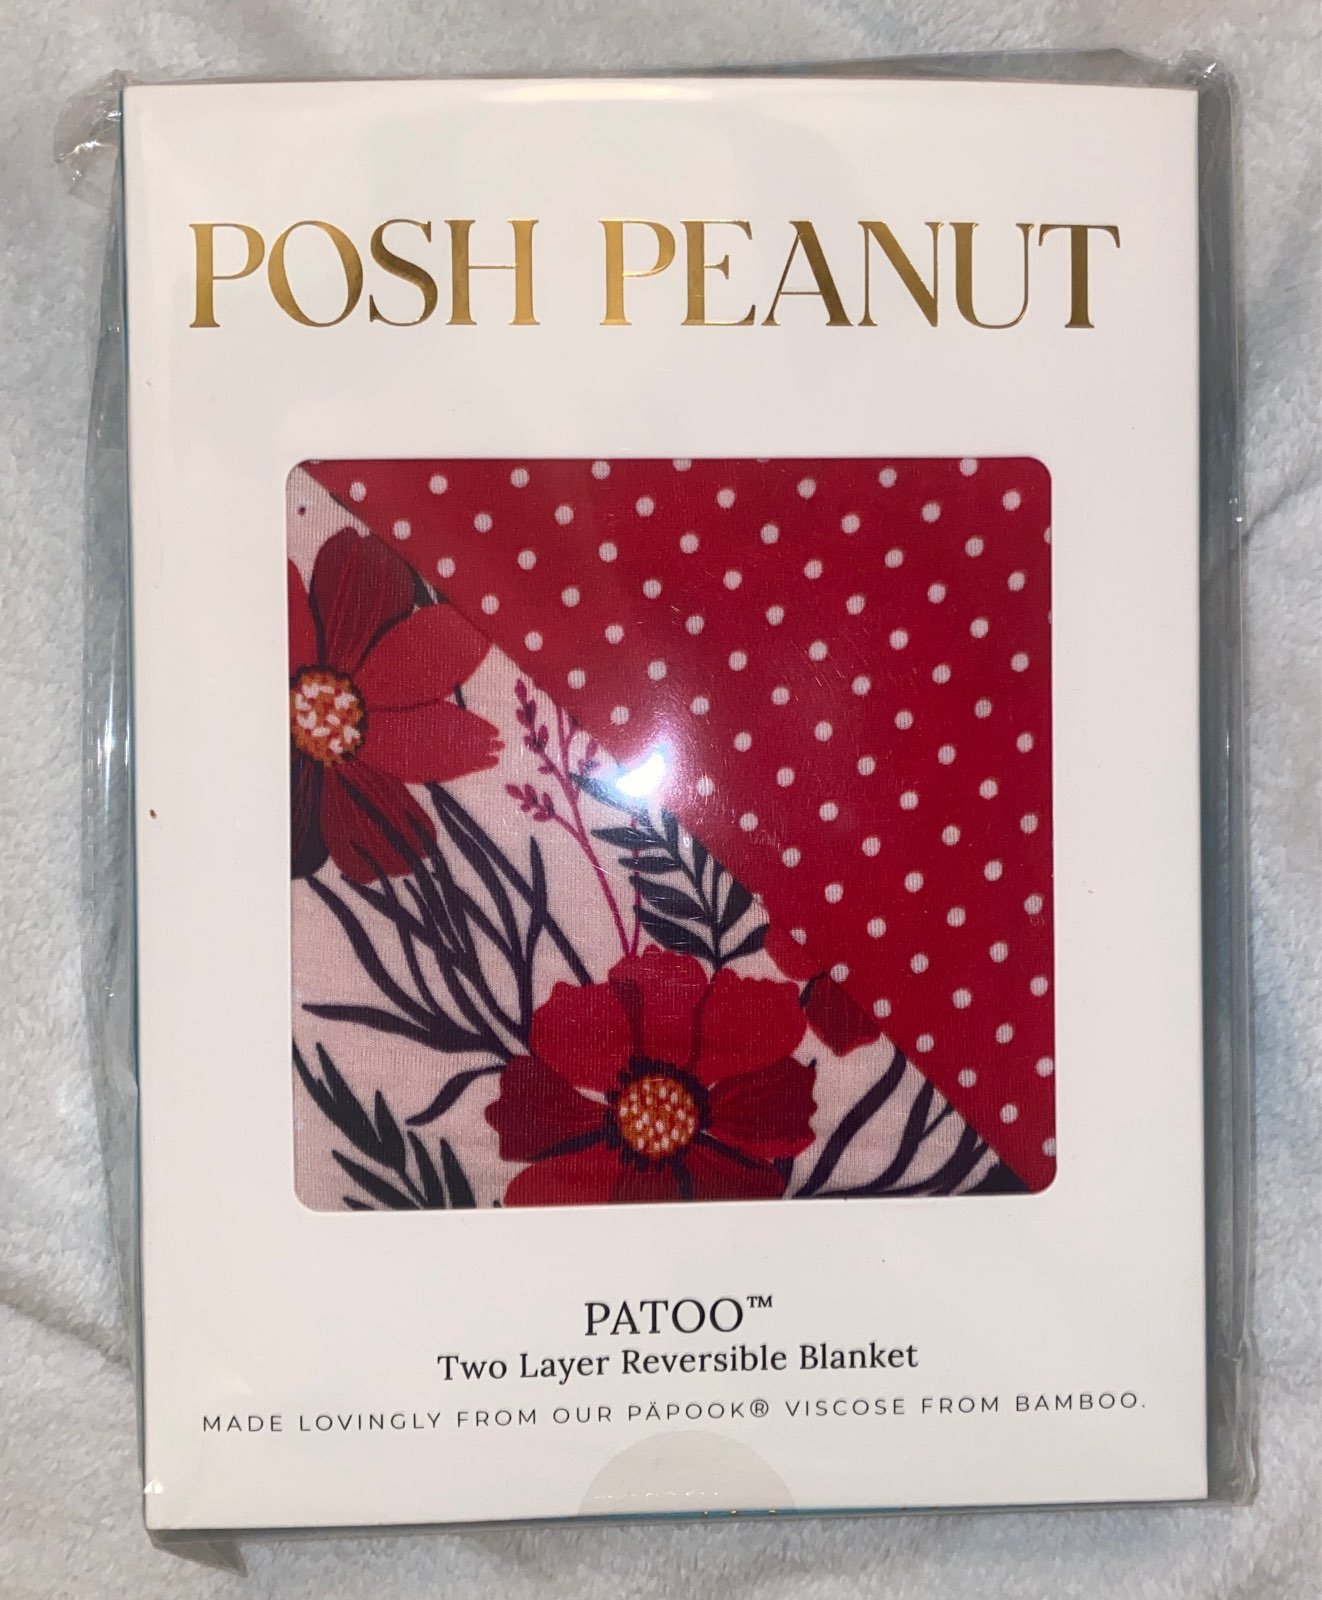 POSH PEANUT
PATOO™
Two Layer Reversible Blanket
MADE LOVINGLY FROM OUR PÄPOOK® VISCOSE FROM BAMBOO.